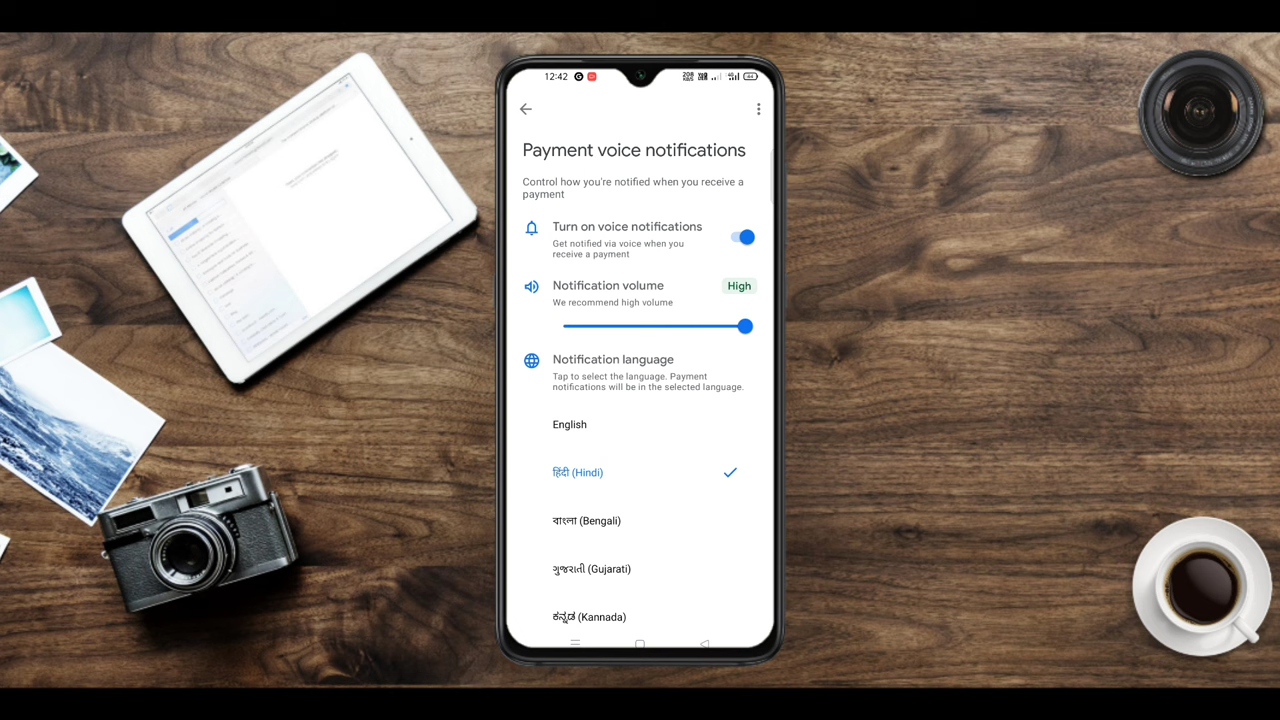 12:42
Payment voice notifications
Control how you're notified when you receive a
payment
Turn on voice notifications
Get notified via voice when you
receive a payment
Notification volume High
We recommend high volume
Notification language
Tap to select the language. Payment
notifications will be in the selected language.
English
हिंदी (Hindi)
বাংলা (Bengali)
ગુજરાતી (Gujarati)
ಕನ್ನಡ (Kannada)